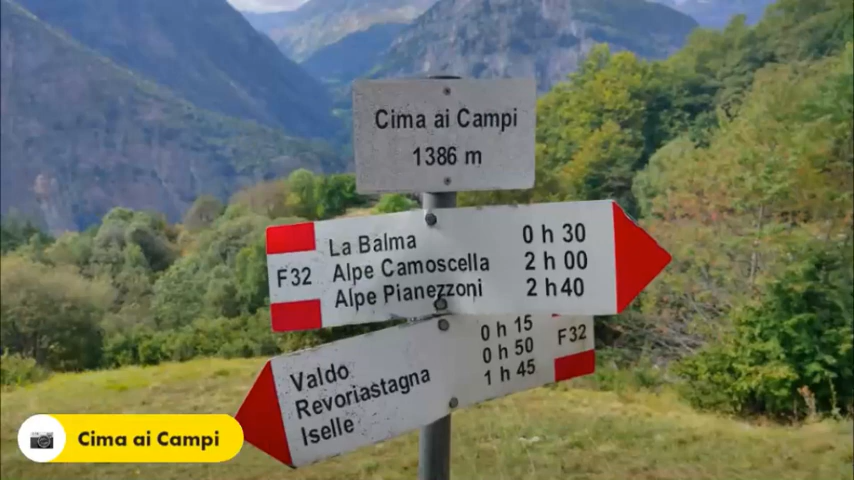 Cima ai Campi
1386 m
F32
La Balma 0 h 30
Alpe Camoscella 2 h 00
Alpe Pianezzoni 2 h 40
Valdo 0 h 15
Revoriastagna 0 h 50
Iselle 1 h 45
F32
Cima ai Campi